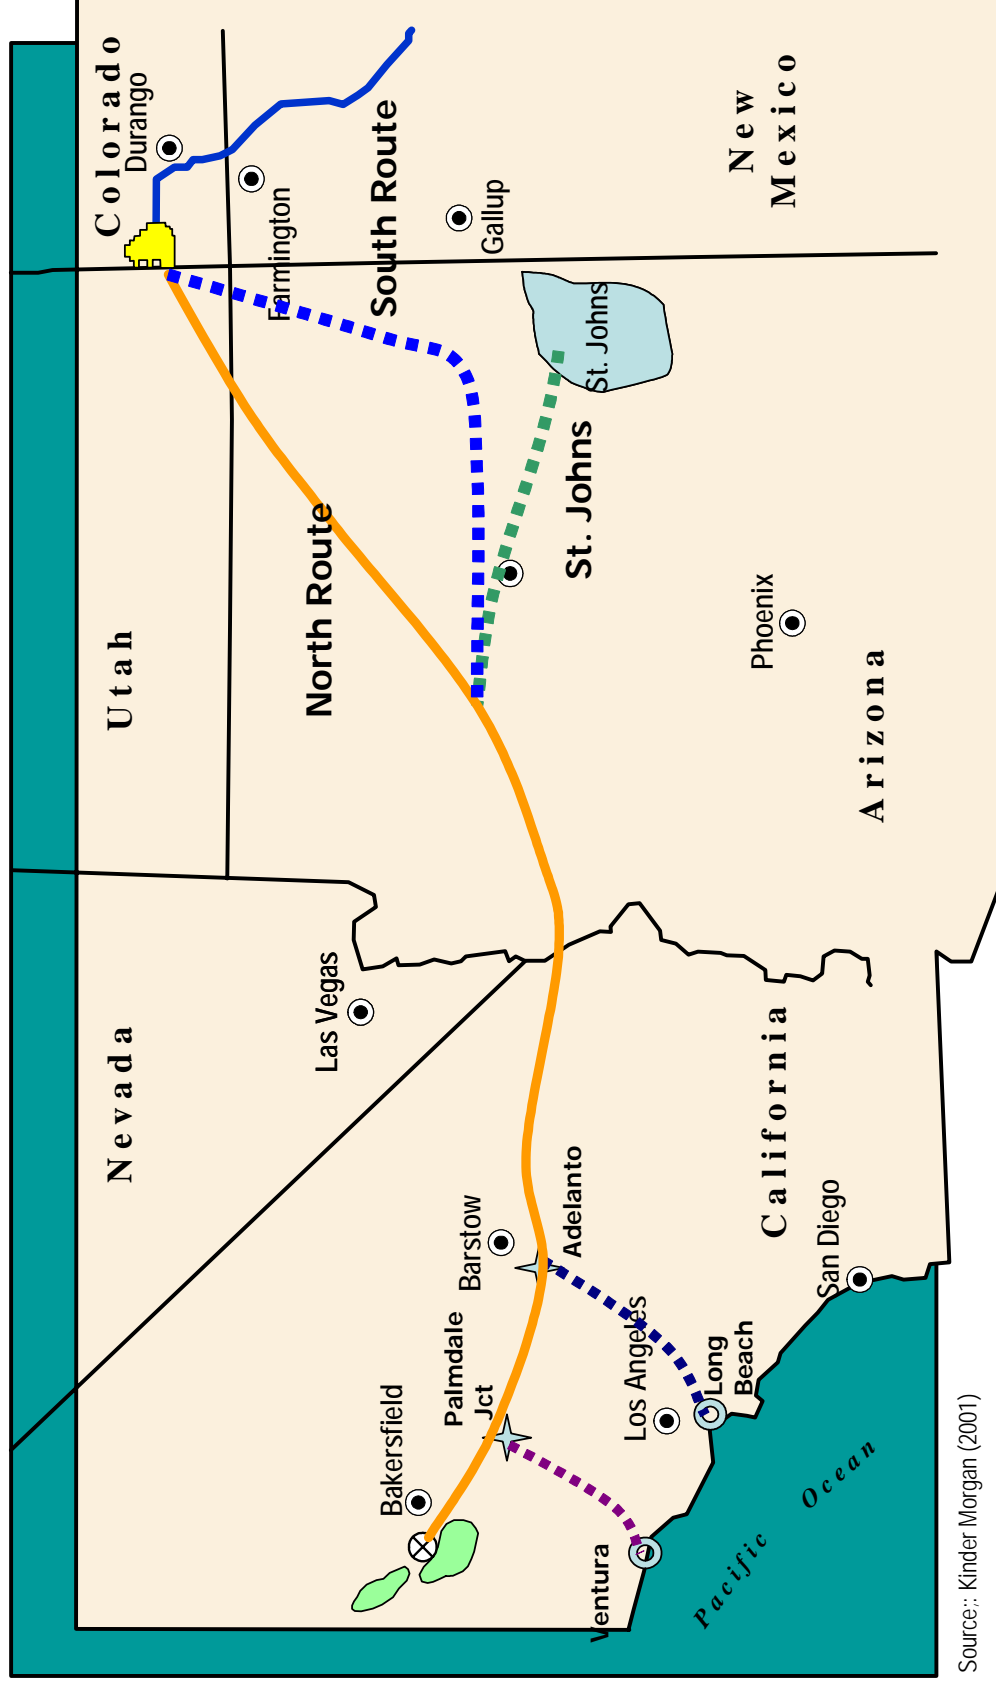 Nevada
Utah
Colorado
Durango
Farmington
South Route
North Route
Gallup
New
Mexico
St. Johns
St. Johns
Las Vegas
Phoenix
Arizona
Bakersfield
Palmdale
Jct
Barstow
Adelanto
Ventura
Los Angeles
Long
Beach
California
San Diego
Pacific
Ocean
Source;: Kinder Morgan (2001)